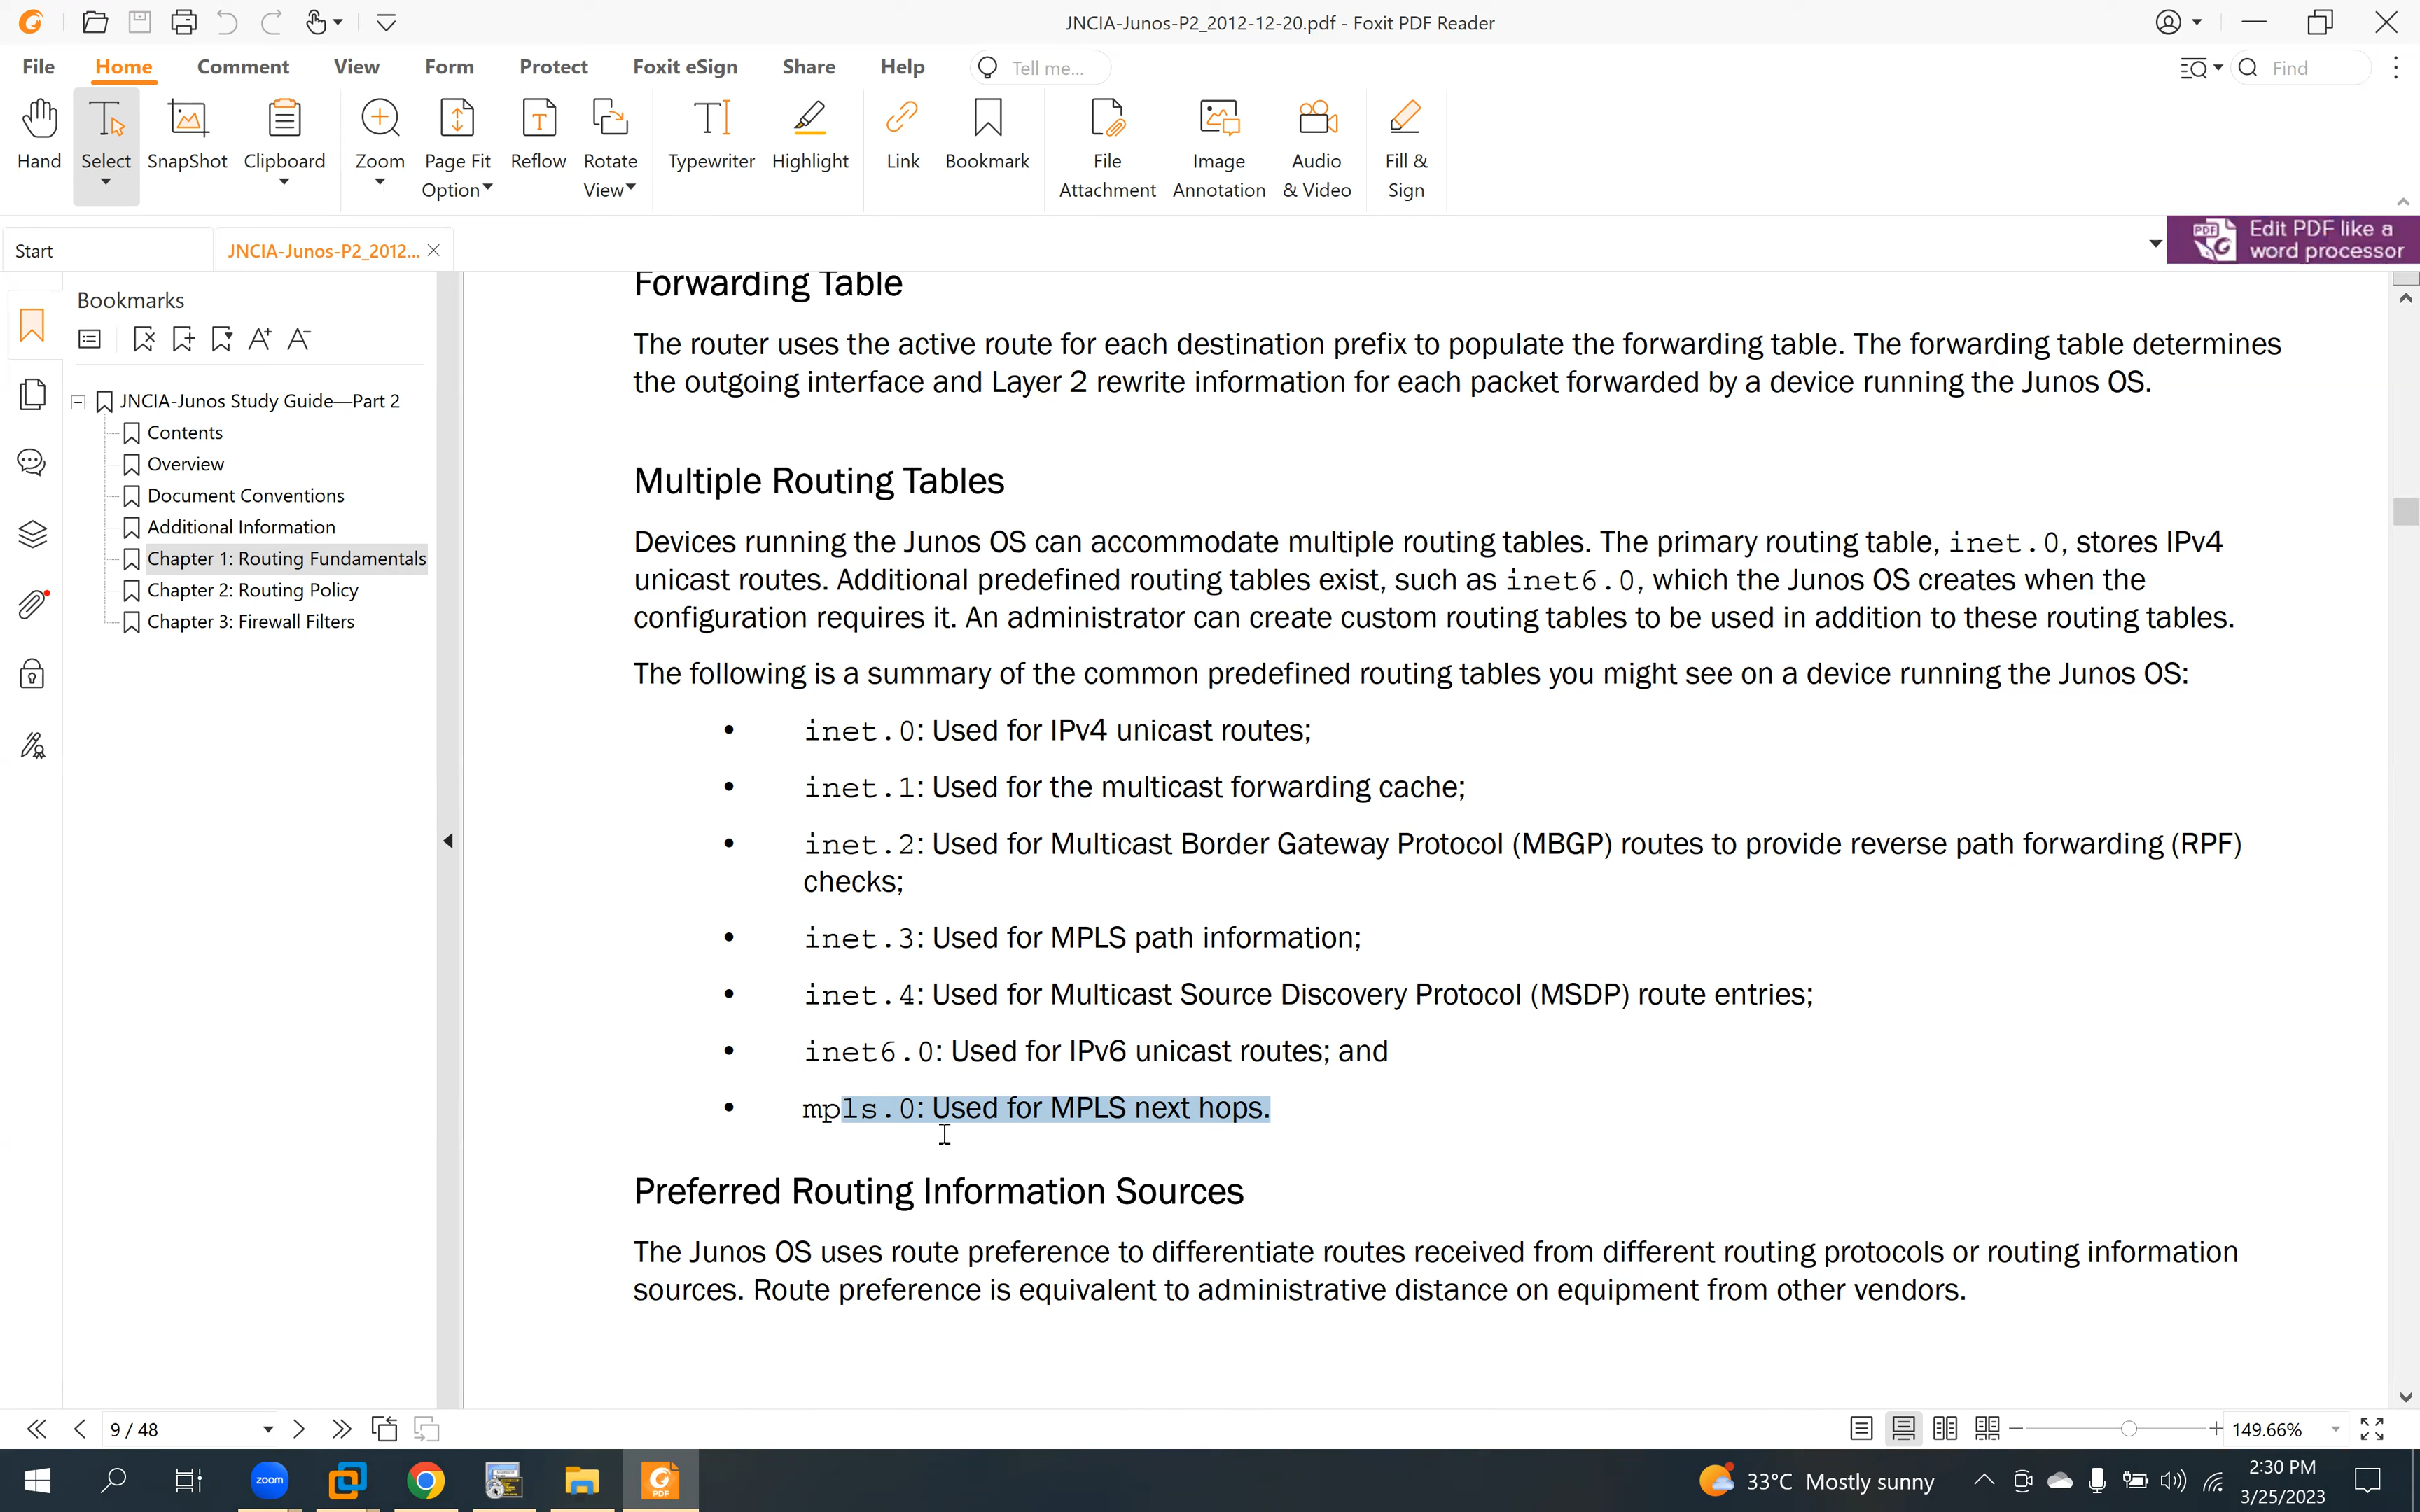 JNCIA-Junos-P2_2012-12-20.pdf - Foxit PDF Reader
File Home Comment View Form Protect Foxit eSign Share Help Tell me... Find
Hand Select SnapShot Clipboard Zoom Page Fit Option Reflow Rotate View Typewriter Highlight Link Bookmark File Attachment Image Annotation Audio & Video Fill & Sign
Start JNCIA-Junos-P2_2012...
Edit PDF like a
word processor
Bookmarks
JNCIA-Junos Study Guide—Part 2
Contents
Overview
Document Conventions
Additional Information
Chapter 1: Routing Fundamentals
Chapter 2: Routing Policy
Chapter 3: Firewall Filters
Forwarding Table
The router uses the active route for each destination prefix to populate the forwarding table. The forwarding table determines
the outgoing interface and Layer 2 rewrite information for each packet forwarded by a device running the Junos OS.
Multiple Routing Tables
Devices running the Junos OS can accommodate multiple routing tables. The primary routing table, inet.0, stores IPv4
unicast routes. Additional predefined routing tables exist, such as inet6.0, which the Junos OS creates when the
configuration requires it. An administrator can create custom routing tables to be used in addition to these routing tables.
The following is a summary of the common predefined routing tables you might see on a device running the Junos OS:
• inet.0: Used for IPv4 unicast routes;
• inet.1: Used for the multicast forwarding cache;
• inet.2: Used for Multicast Border Gateway Protocol (MBGP) routes to provide reverse path forwarding (RPF)
checks;
• inet.3: Used for MPLS path information;
• inet.4: Used for Multicast Source Discovery Protocol (MSDP) route entries;
• inet6.0: Used for IPv6 unicast routes; and
• mpls.0: Used for MPLS next hops.
Preferred Routing Information Sources
The Junos OS uses route preference to differentiate routes received from different routing protocols or routing information
sources. Route preference is equivalent to administrative distance on equipment from other vendors.
9 / 48
149.66%
zoom
PDF
33°C Mostly sunny
2:30 PM
3/25/2023